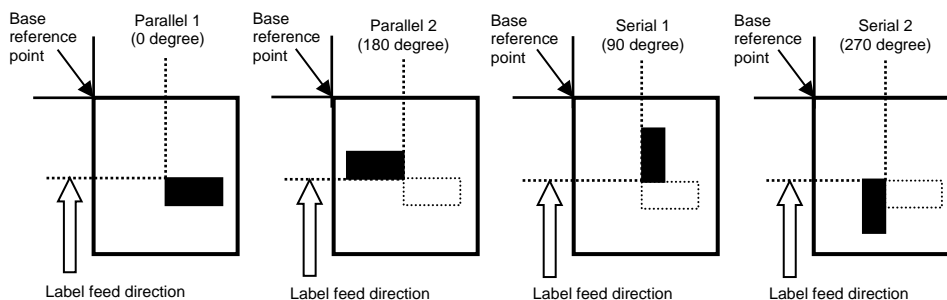 Base
reference
point
Parallel 1
(0 degree)
Label feed direction
Base
reference
point
Parallel 2
(180 degree)
Label feed direction
Base
reference
point
Serial 1
(90 degree)
Label feed direction
Base
reference
point
Serial 2
(270 degree)
Label feed direction